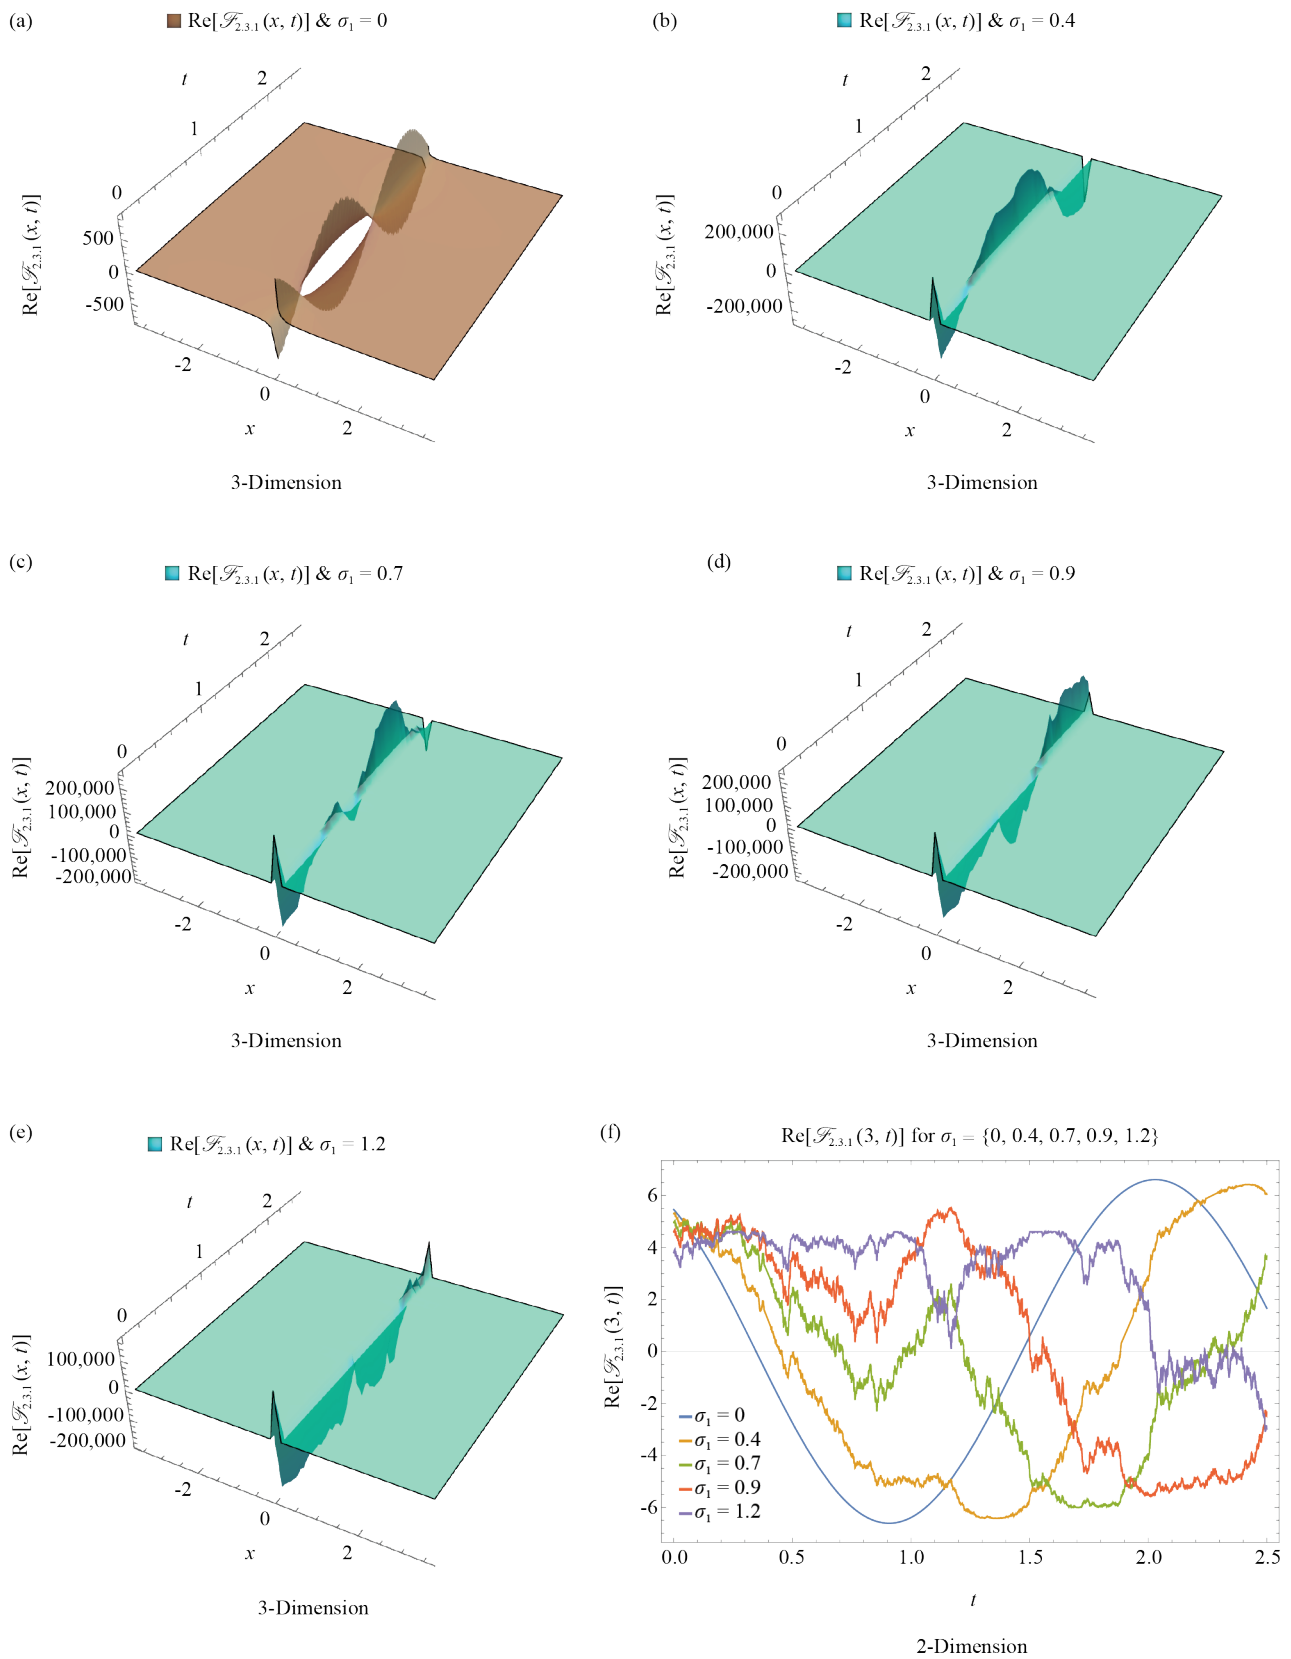 (a)
Re[ℱ2.3.1(x, t)] & σ1 = 0
t
2
1
0
Re[ℱ2.3.1(x, t)]
500
0
-500
-2
0
2
x
3-Dimension
(b)
Re[ℱ2.3.1(x, t)] & σ1 = 0.4
t
2
1
0
Re[ℱ2.3.1(x, t)]
200,000
0
-200,000
-2
0
2
x
3-Dimension
(c)
Re[ℱ2.3.1(x, t)] & σ1 = 0.7
t
2
1
0
Re[ℱ2.3.1(x, t)]
200,000
100,000
0
-100,000
-200,000
-2
0
2
x
3-Dimension
(d)
Re[ℱ2.3.1(x, t)] & σ1 = 0.9
t
2
1
0
Re[ℱ2.3.1(x, t)]
200,000
100,000
0
-100,000
-200,000
-2
0
2
x
3-Dimension
(e)
Re[ℱ2.3.1(x, t)] & σ1 = 1.2
t
2
1
0
Re[ℱ2.3.1(x, t)]
100,000
0
-100,000
-200,000
-2
0
2
x
3-Dimension
(f)
Re[ℱ2.3.1(3, t)] for σ1 = {0, 0.4, 0.7, 0.9, 1.2}
Re[ℱ2.3.1(3, t)]
6
4
2
0
-2
-4
-6
σ1 = 0
σ1 = 0.4
σ1 = 0.7
σ1 = 0.9
σ1 = 1.2
0.0 0.5 1.0 1.5 2.0 2.5
t
2-Dimension